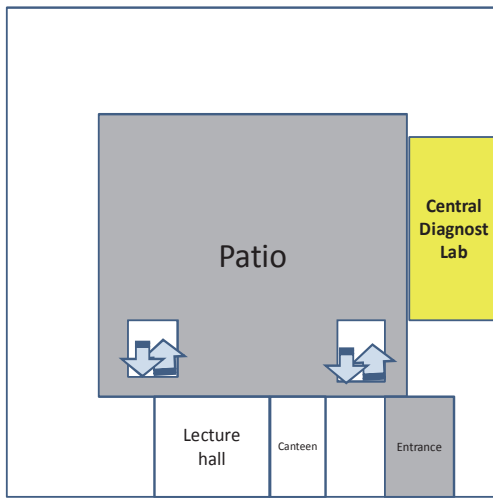 Central
Diagnost
Lab
Patio
Lecture
hall
Canteen
Entrance